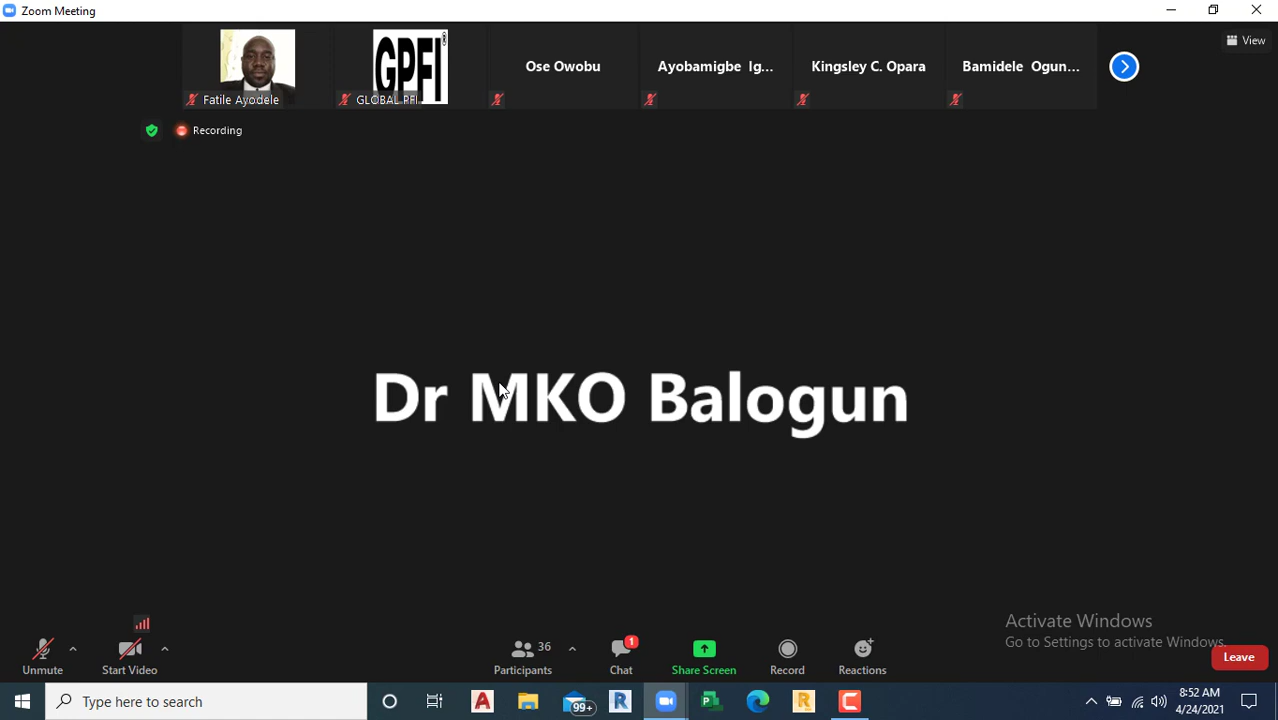 Zoom Meeting
View
GPFI
Ose Owobu
Ayobamigbe Ig...
Kingsley C. Opara
Bamidele Ogun...
Fatile Ayodele
GLOBAL PFI
Recording
Dr MKO Balogun
Activate Windows
Go to Settings to activate Windows.
Unmute
Start Video
36
Participants
1
Chat
Share Screen
Record
Reactions
Leave
Type here to search
99+
8:52 AM
4/24/2021